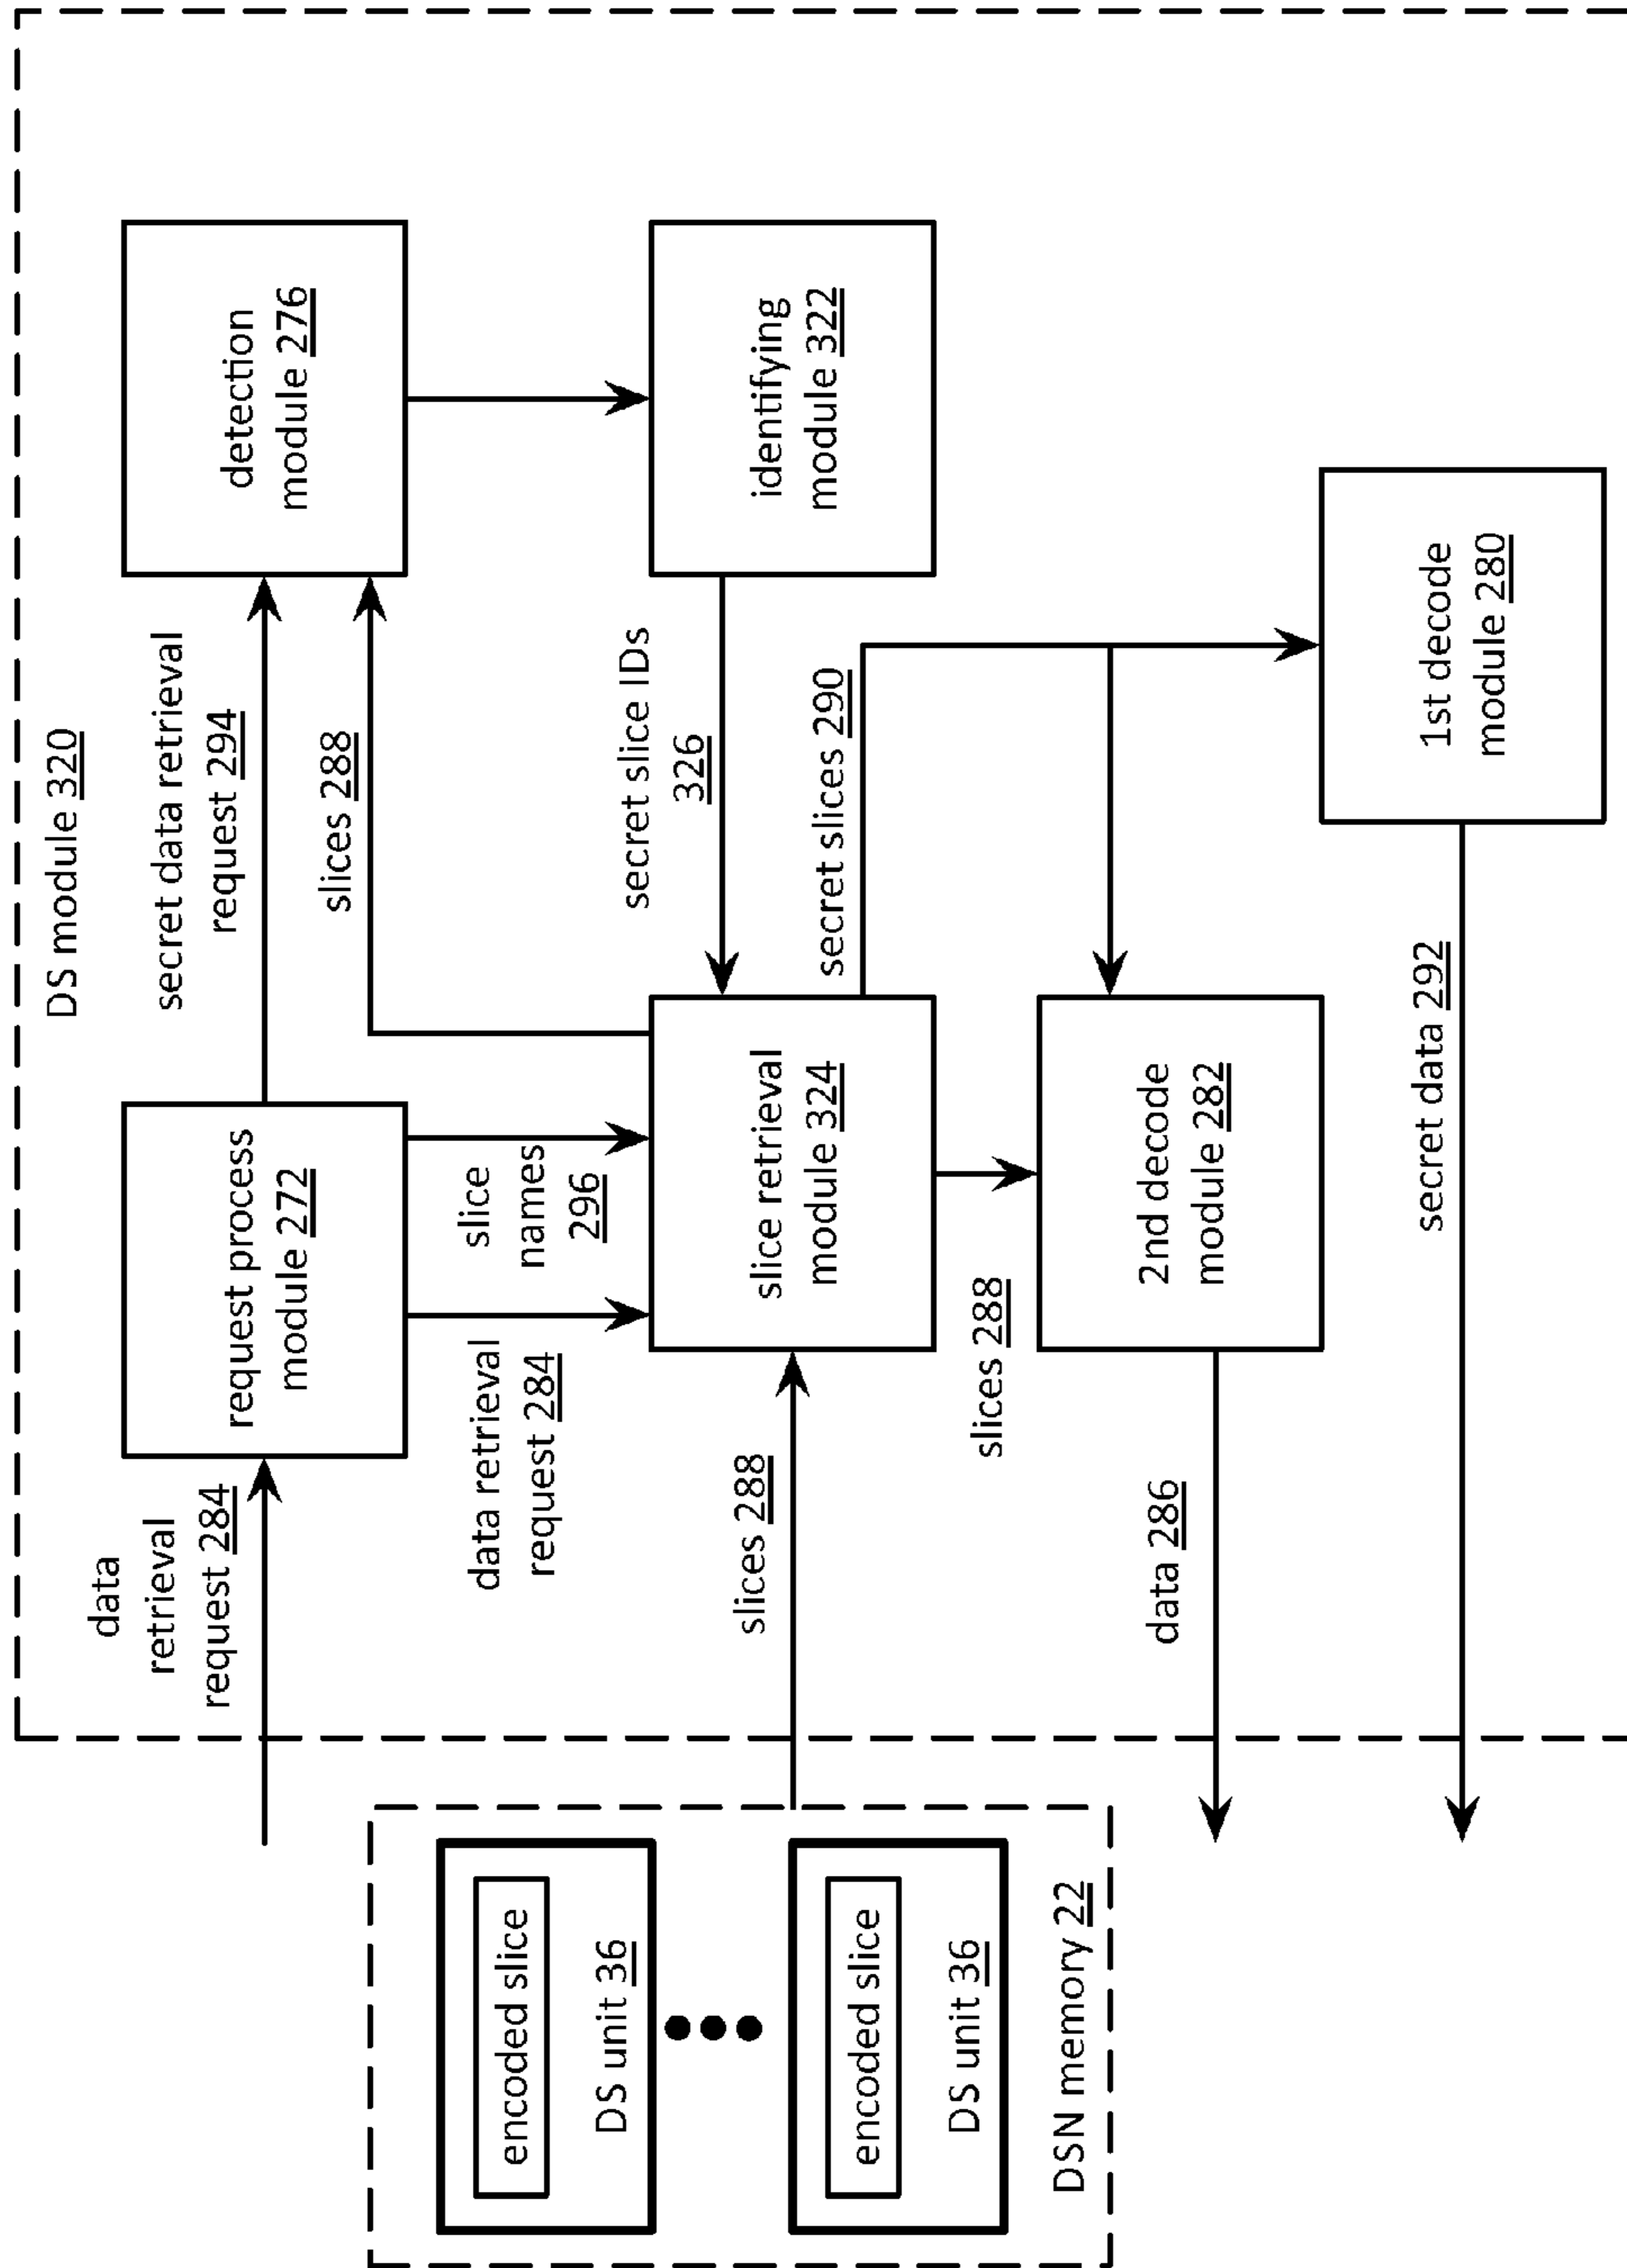 DS module 320
data
retrieval
request 284
request process
module 272
secret data retrieval
request 294
detection
module 276
slices 288
data retrieval
request 284
slice
names
296
encoded slice
DS unit 36
encoded slice
DS unit 36
DSN memory 22
slices 288
slice retrieval
module 324
secret slice IDs
326
identifying
module 322
secret slices 290
slices 288
2nd decode
module 282
data 286
1st decode
module 280
secret data 292